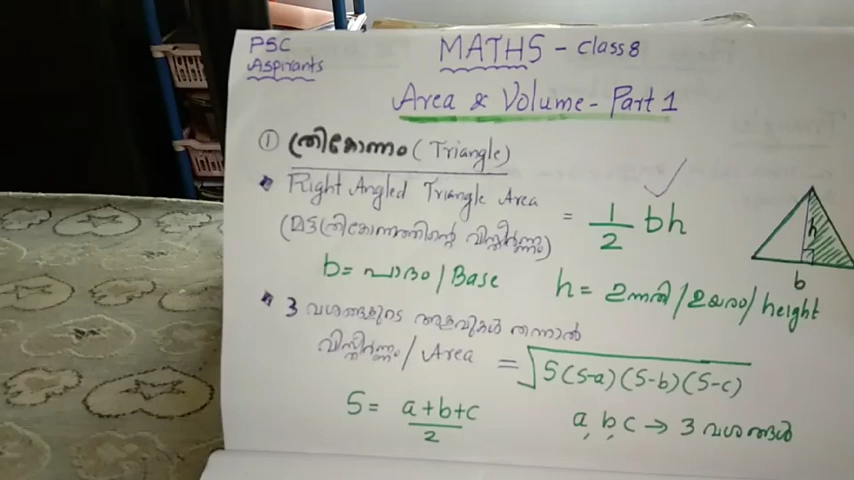 PSC
Aspirants
MATHS - Class 8
Area & Volume - Part 1
① ത്രികോണം (Triangle)
Right Angled Triangle Area
(മട്ടത്രികോണത്തിന്റെ വിസ്തീർണ്ണം)
= 1/2 bh
b = പാദം / Base
h = ഉന്നതി / ഉയരം / height
h
b
3 വശങ്ങളുടെ അളവുകൾ തന്നാൽ
വിസ്തീർണ്ണം / Area = √S(S-a)(S-b)(S-c)
S = a+b+c/2
a, b, c → 3 വശങ്ങൾ